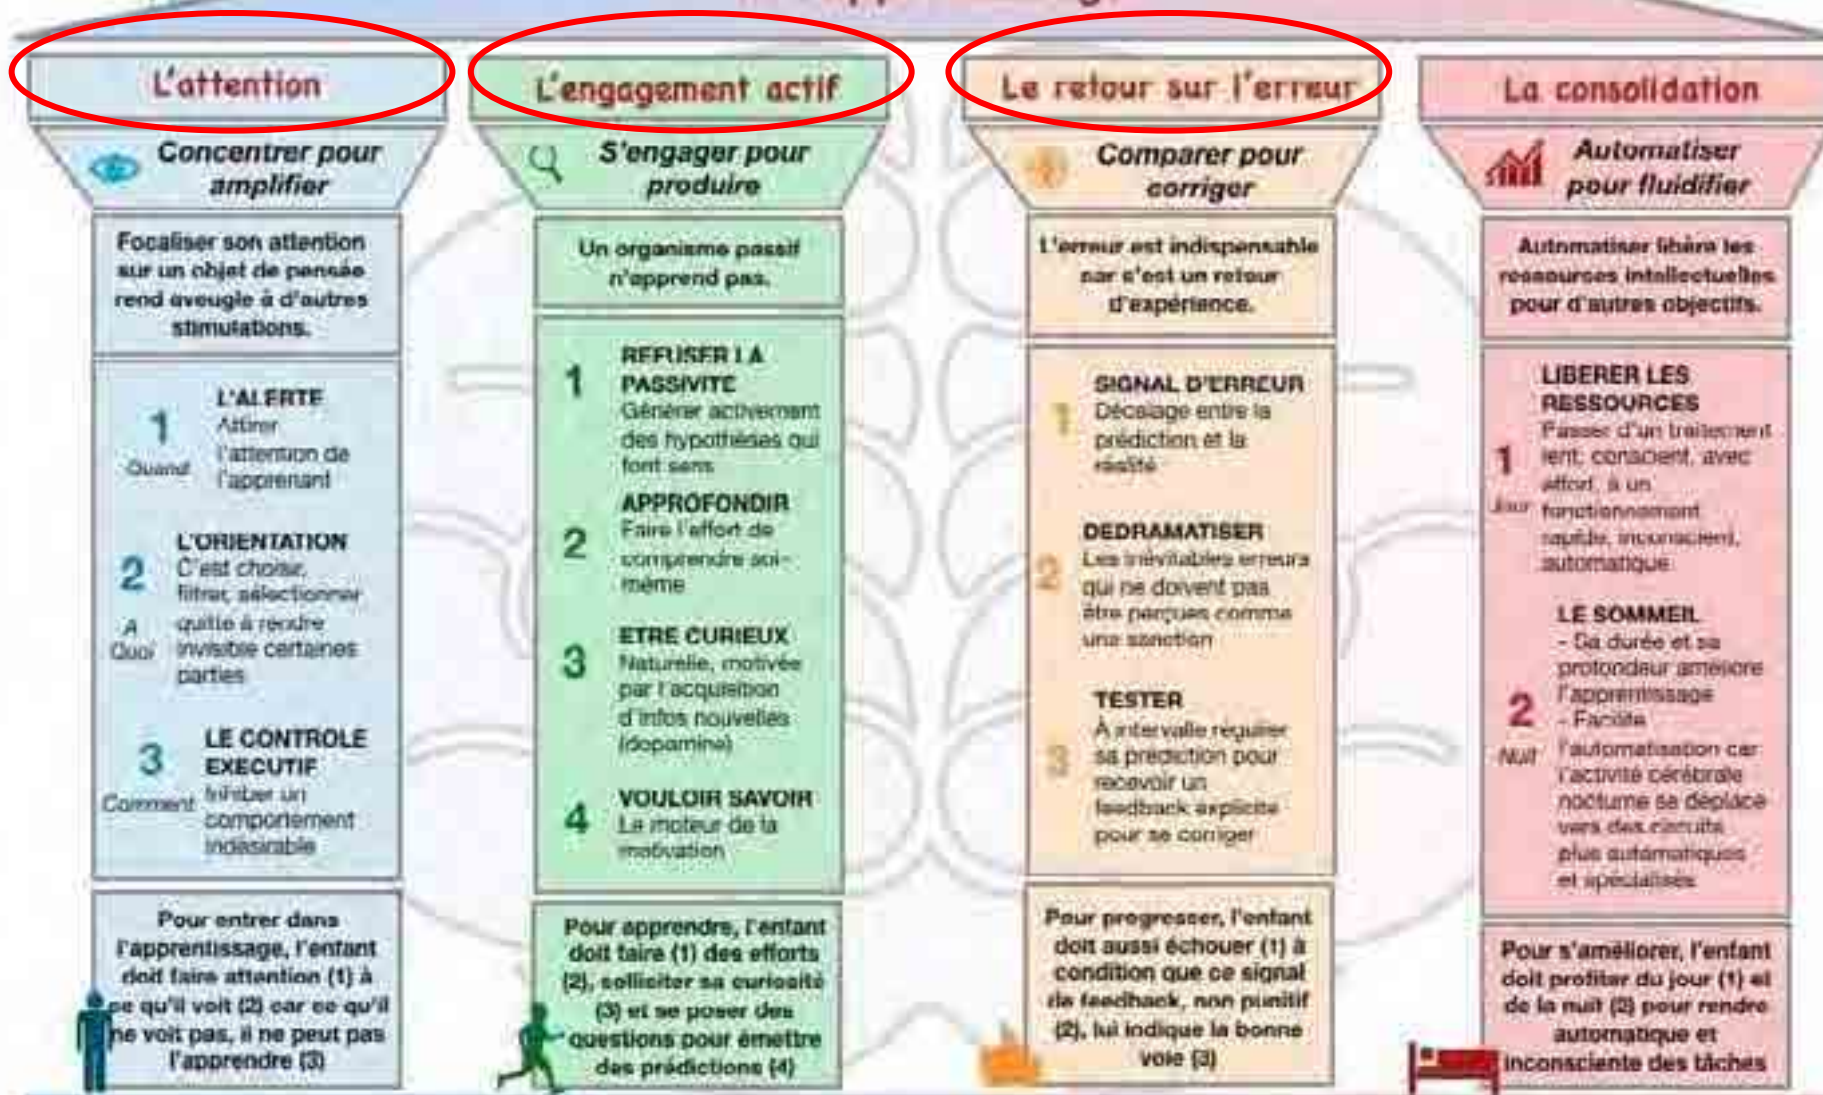 L'attention
Concentrer pour
amplifier
Focaliser son attention
sur un objet de pensée
rend aveugle à d'autres
stimulations.
1
Quand
L'ALERTE
Attirer
l'attention de
l'apprenant
2
A
Quoi
L'ORIENTATION
C'est choisir,
filtrer, sélectionner
quitte à rendre
invisible certaines
parties
3
Comment
LE CONTROLE
EXECUTIF
Inhiber un
comportement
indésirable
Pour entrer dans
l'apprentissage, l'enfant
doit faire attention (1) à
ce qu'il voit (2) car ce qu'il
ne voit pas, il ne peut pas
l'apprendre (3)
L'engagement actif
S'engager pour
produire
Un organisme passif
n'apprend pas.
1
REFUSER LA
PASSIVITE
Générer activement
des hypothèses qui
font sens
2
APPROFONDIR
Faire l'effort de
comprendre soi-
même
3
ETRE CURIEUX
Naturelle, motivée
par l'acquisition
d'infos nouvelles
(dopamine)
4
VOULOIR SAVOIR
Le moteur de la
motivation
Pour apprendre, l'enfant
doit faire (1) des efforts
(2), solliciter sa curiosité
(3) et se poser des
questions pour émettre
des prédictions (4)
Le retour sur l'erreur
Comparer pour
corriger
L'erreur est indispensable
car c'est un retour
d'expérience.
1
SIGNAL D'ERREUR
Décalage entre la
prédiction et la
réalité
2
DEDRAMATISER
Les inévitables erreurs
qui ne doivent pas
être perçues comme
une sanction
3
TESTER
À intervalle régulier
sa prédiction pour
recevoir un
feedback explicite
pour se corriger
Pour progresser, l'enfant
doit aussi échouer (1) à
condition que ce signal
de feedback, non punitif
(2), lui indique la bonne
voie (3)
La consolidation
Automatiser
pour fluidifier
Automatiser libère les
ressources intellectuelles
pour d'autres objectifs.
1
Jour
LIBERER LES
RESSOURCES
Passer d'un traitement
lent, conscient, avec
effort, à un
fonctionnement
rapide, inconscient,
automatique
2
Nuit
LE SOMMEIL
- Sa durée et sa
profondeur améliore
l'apprentissage
- Facilite
l'automatisation car
l'activité cérébrale
nocturne se déplace
vers des circuits
plus automatiques
et spécialisés
Pour s'améliorer, l'enfant
doit profiter du jour (1) et
de la nuit (2) pour rendre
automatique et
inconsciente des tâches